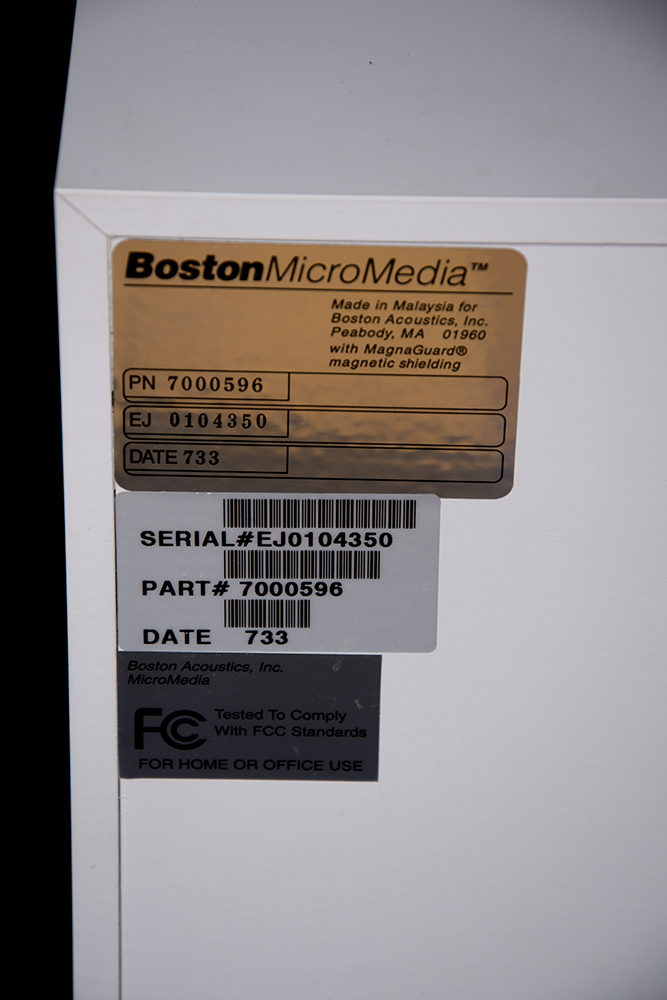 BostonMicroMedia™
Made in Malaysia for
Boston Acoustics, Inc.
Peabody, MA 01960
with MagnaGuard®
magnetic shielding
PN 7000596
EJ 0104350
DATE 733
SERIAL#EJ0104350
PART# 7000596
DATE 733
Boston Acoustics, Inc.
MicroMedia
FC Tested To Comply
With FCC Standards
FOR HOME OR OFFICE USE